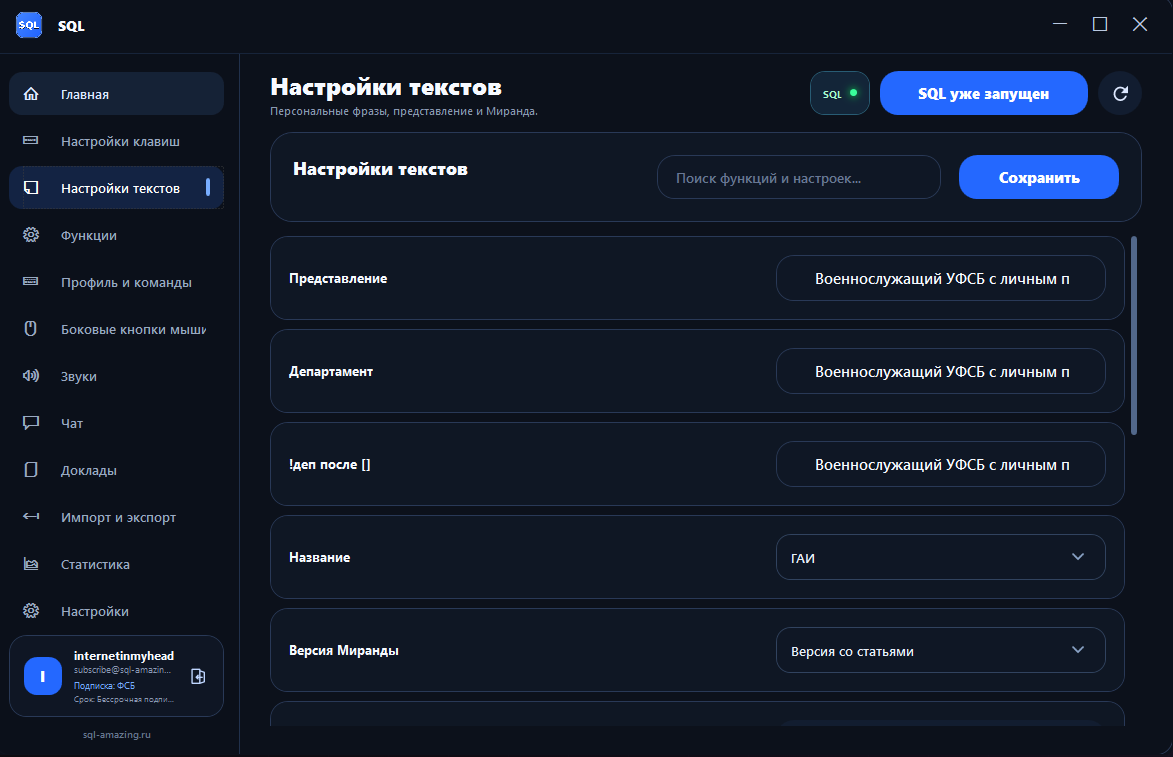 SQL
SQL
Главная
Настройки клавиш
Настройки текстов
Функции
Профиль и команды
Боковые кнопки мыши
Звуки
Чат
Доклады
Импорт и экспорт
Статистика
Настройки
I
internetinmyhead
subscribe@sql-amazin...
Подписка: ФСБ
Срок: Бессрочная подпи...
sql-amazing.ru
Настройки текстов
Персональные фразы, представление и Миранда.
SQL
SQL уже запущен
Настройки текстов
Поиск функций и настроек...
Сохранить
Представление
Военнослужащий УФСБ с личным п
Департамент
Военнослужащий УФСБ с личным п
!деп после []
Военнослужащий УФСБ с личным п
Название
ГАИ
Версия Миранды
Версия со статьями